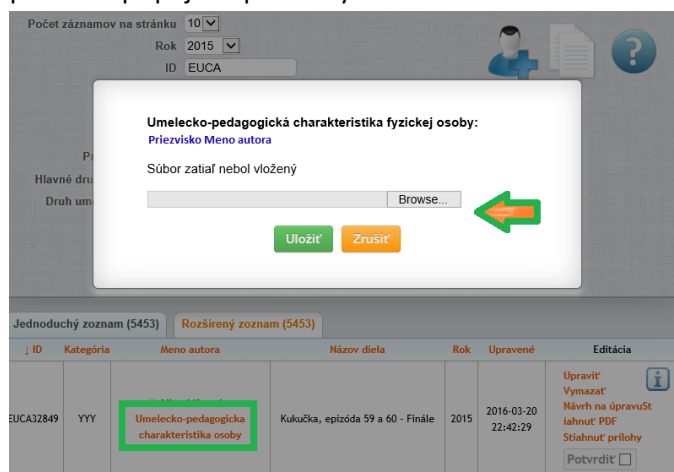 Počet záznamov na stránku 10
Rok 2015
ID EUCA
?
Umelecko-pedagogická charakteristika fyzickej osoby:
Priezvisko Meno autora
Súbor zatiaľ nebol vložený
Hlavné dru
Druh um
Browse...
Uložiť Zrušiť
Jednoduchý zoznam (5453) Rozšírený zoznam (5453)
↓ ID Kategória Meno autora Názov diela Rok Upravené Editácia
EUCA32849 YYY Umelecko-pedagogicka
charakteristika osoby
Kukučka, epizóda 59 a 60 - Finále 2015 2016-03-20
22:42:29
Upraviť i
Vymazať
Návrh na úpravuSt
iahnuť PDF
Stiahnuť prílohy
Potvrdiť